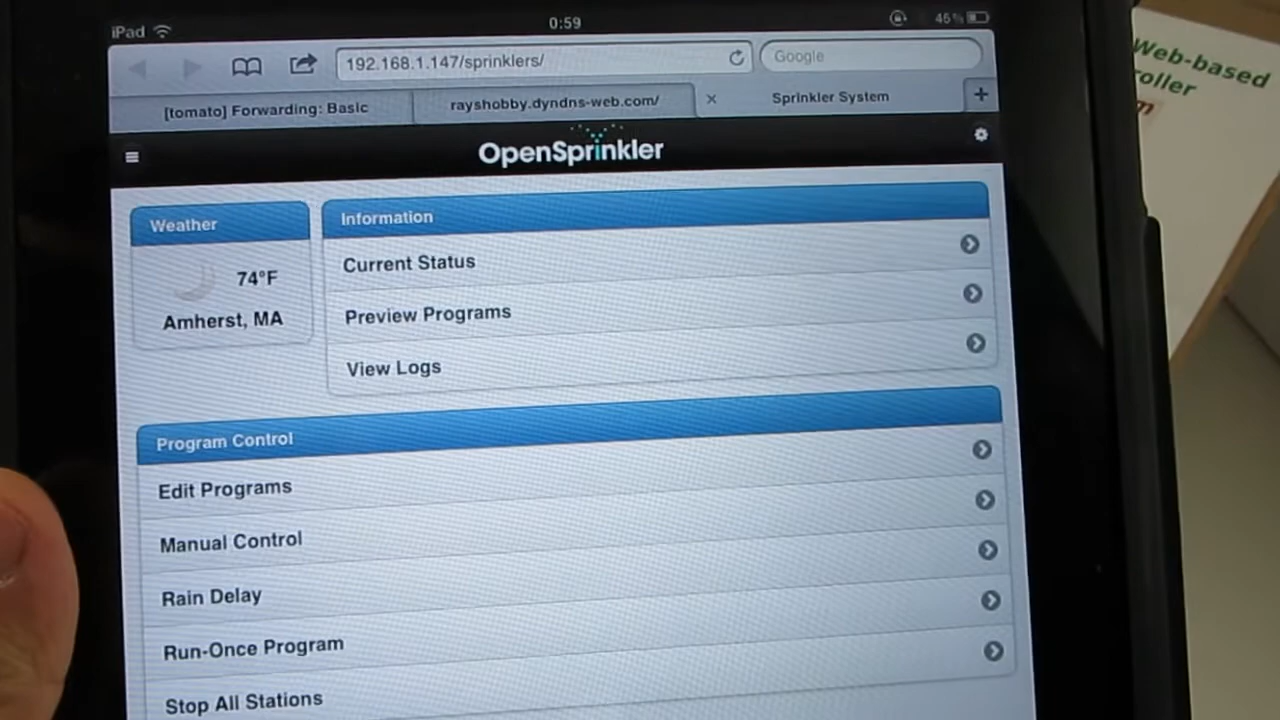 iPad 0:59 46%
192.168.1.147/sprinklers/ Google
[tomato] Forwarding: Basic rayshobby.dyndns-web.com/ Sprinkler System
OpenSprinkler
Weather
74°F
Amherst, MA
Information
Current Status
Preview Programs
View Logs
Program Control
Edit Programs
Manual Control
Rain Delay
Run-Once Program
Stop All Stations
Web-based